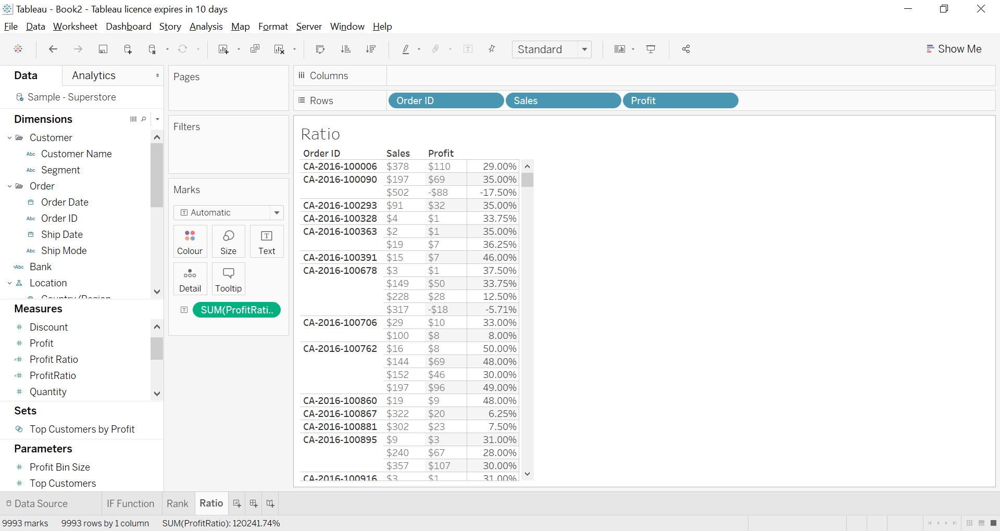 Tableau - Book2 - Tableau licence expires in 10 days
File Data Worksheet Dashboard Story Analysis Map Format Server Window Help
Standard
Show Me
Data Analytics
Sample - Superstore
Dimensions
Customer
Abc Customer Name
Abc Segment
Order
Order Date
Abc Order ID
Ship Date
Abc Ship Mode
=Abc Bank
Location
Country/Region
Measures
# Discount
# Profit
=# Profit Ratio
=# ProfitRatio
# Quantity
Sets
Top Customers by Profit
Parameters
# Profit Bin Size
# Top Customers
Pages
Filters
Marks
T Automatic
Colour Size T Text
Detail Tooltip
T SUM(ProfitRati..
Columns
Rows Order ID Sales Profit
Ratio
Order ID Sales Profit
CA-2016-100006 $378 $110 29.00%
CA-2016-100090 $197 $69 35.00%
$502 -$88 -17.50%
CA-2016-100293 $91 $32 35.00%
CA-2016-100328 $4 $1 33.75%
CA-2016-100363 $2 $1 35.00%
$19 $7 36.25%
CA-2016-100391 $15 $7 46.00%
CA-2016-100678 $3 $1 37.50%
$149 $50 33.75%
$228 $28 12.50%
$317 -$18 -5.71%
CA-2016-100706 $29 $10 33.00%
$100 $8 8.00%
CA-2016-100762 $16 $8 50.00%
$144 $69 48.00%
$152 $46 30.00%
$197 $96 49.00%
CA-2016-100860 $19 $9 48.00%
CA-2016-100867 $322 $20 6.25%
CA-2016-100881 $302 $23 7.50%
CA-2016-100895 $9 $3 31.00%
$240 $67 28.00%
$357 $107 30.00%
CA-2016-100916 $3 $1 31.00%
Data Source IF Function Rank Ratio
9993 marks 9993 rows by 1 column SUM(ProfitRatio): 120241.74%